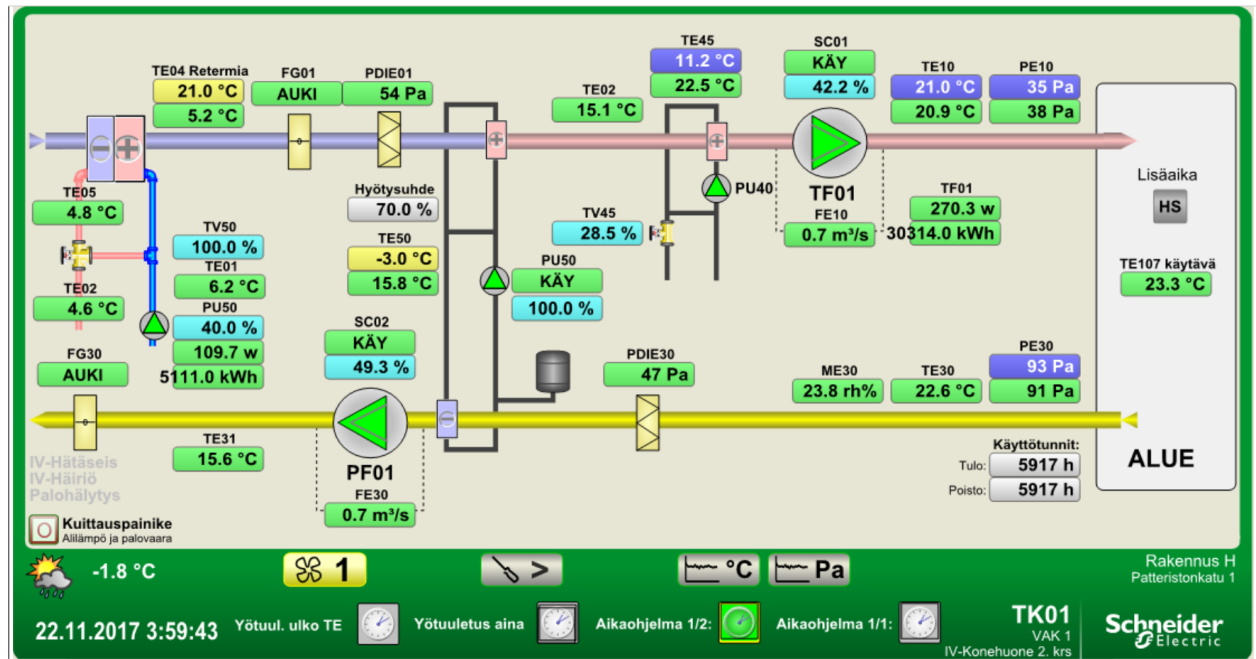 TE04 Retermia
21.0 °C
5.2 °C
FG01
AUKI
PDIE01
54 Pa
TE02
15.1 °C
TE45
11.2 °C
22.5 °C
SC01
KÄY
42.2 %
TE10
21.0 °C
20.9 °C
PE10
35 Pa
38 Pa
TE05
4.8 °C
TV50
100.0 %
TE01
6.2 °C
TE02
4.6 °C
PU50
40.0 %
109.7 w
5111.0 kWh
Hyötysuhde
70.0 %
TE50
-3.0 °C
15.8 °C
PU50
KÄY
100.0 %
TV45
28.5 %
PU40
TF01
FE10
0.7 m³/s
TF01
270.3 w
30314.0 kWh
Lisäaika
HS
TE107 käytävä
23.3 °C
FG30
AUKI
SC02
KÄY
49.3 %
PDIE30
47 Pa
ME30
23.8 rh%
TE30
22.6 °C
PE30
93 Pa
91 Pa
TE31
15.6 °C
PF01
FE30
0.7 m³/s
Käyttötunnit:
Tulo: 5917 h
Poisto: 5917 h
ALUE
IV-Hätäseis
IV-Häiriö
Palohälytys
Kuittauspainike
Alilämpö ja palovaara
-1.8 °C
1
>
°C
Pa
Rakennus H
Patteristonkatu 1
22.11.2017 3:59:43
Yötuul. ulko TE
Yötuuletus aina
Aikaohjelma 1/2:
Aikaohjelma 1/1:
TK01
VAK 1
IV-Konehuone 2. krs
Schneider
Electric